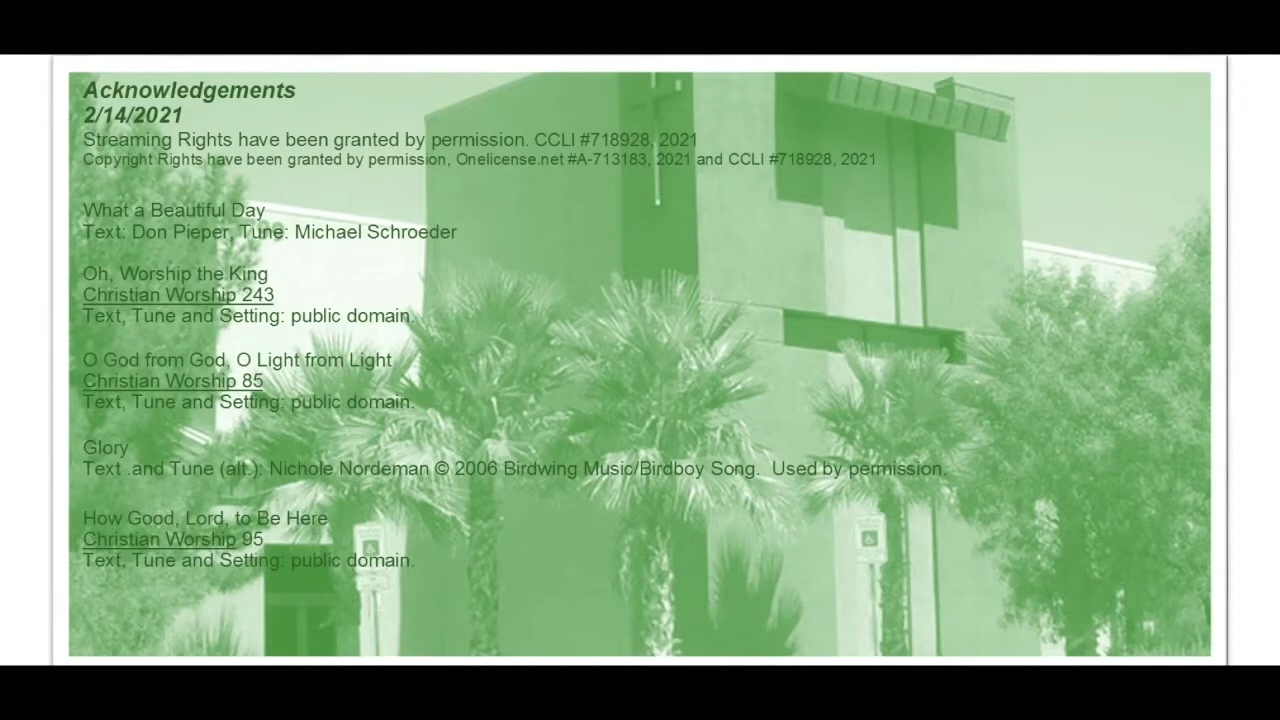 Acknowledgements
2/14/2021
Streaming Rights have been granted by permission. CCLI #718928, 2021
Copyright Rights have been granted by permission, Onelicense.net #A-713183, 2021 and CCLI #718928, 2021
What a Beautiful Day
Text: Don Pieper, Tune: Michael Schroeder
Oh, Worship the King
Christian Worship 243
Text, Tune and Setting: public domain.
O God from God, O Light from Light
Christian Worship 85
Text, Tune and Setting: public domain.
Glory
Text .and Tune (alt.): Nichole Nordeman © 2006 Birdwing Music/Birdboy Song.  Used by permission.
How Good, Lord, to Be Here
Christian Worship 95
Text, Tune and Setting: public domain.